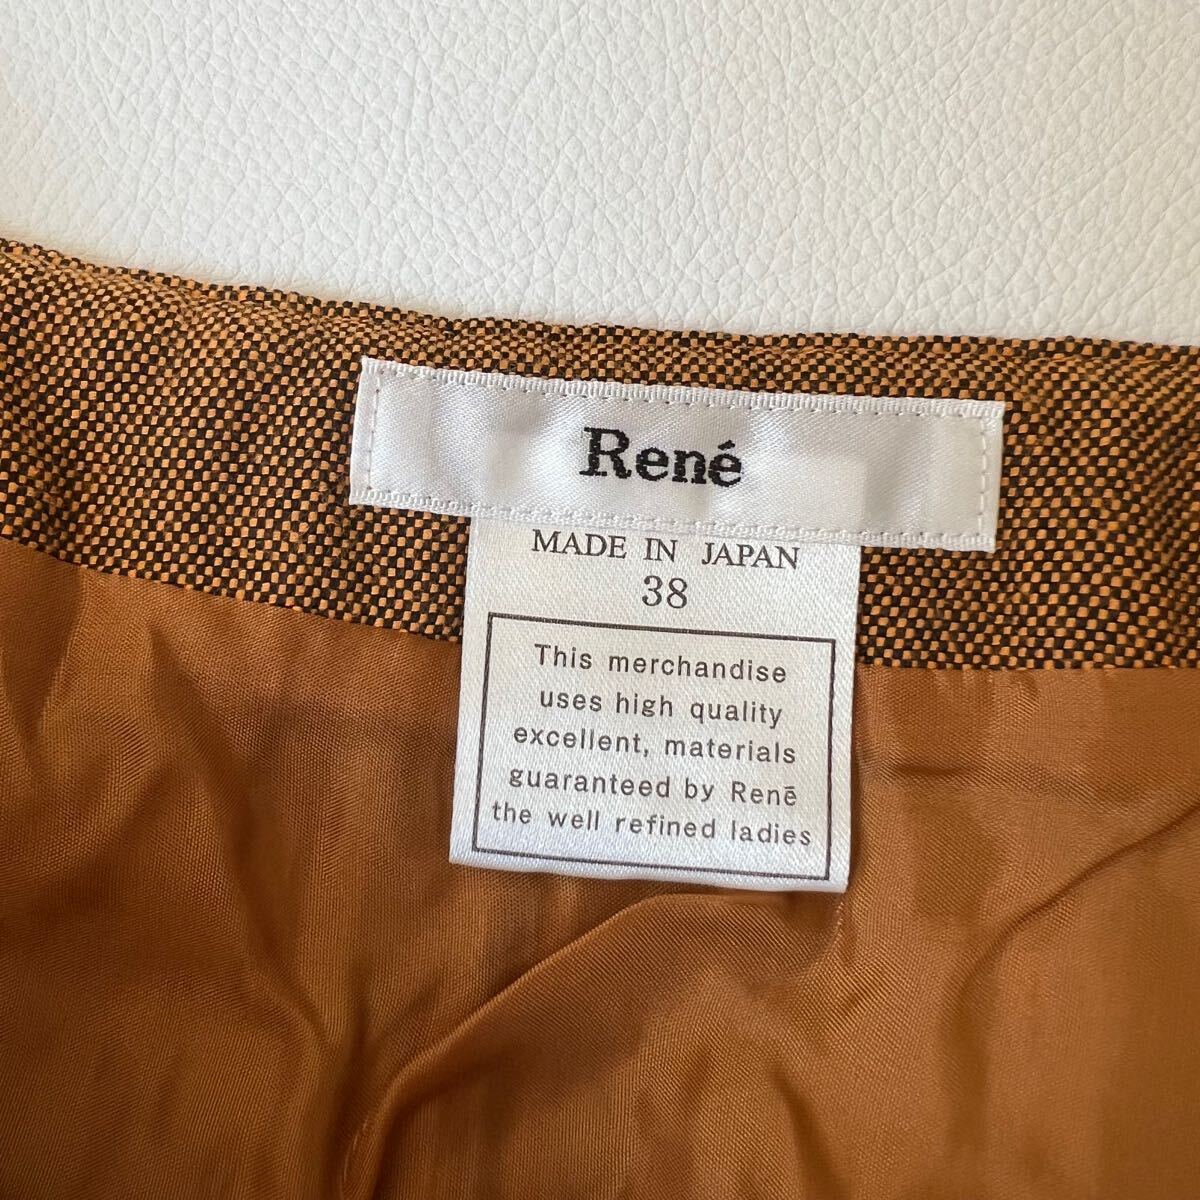 René
MADE IN JAPAN
38
This merchandise
uses high quality
excellent, materials
guaranteed by Renē
the well refined ladies